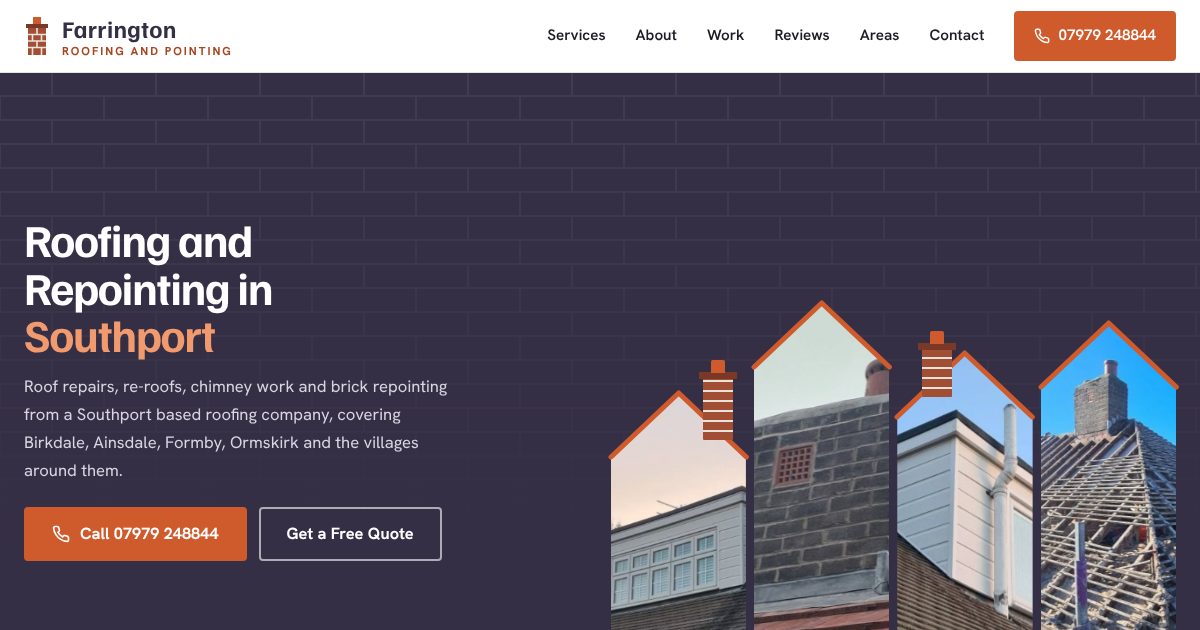 Farrington
ROOFING AND POINTING
Services
About
Work
Reviews
Areas
Contact
07979 248844
Roofing and
Repointing in
Southport
Roof repairs, re-roofs, chimney work and brick repointing
from a Southport based roofing company, covering
Birkdale, Ainsdale, Formby, Ormskirk and the villages
around them.
Call 07979 248844
Get a Free Quote